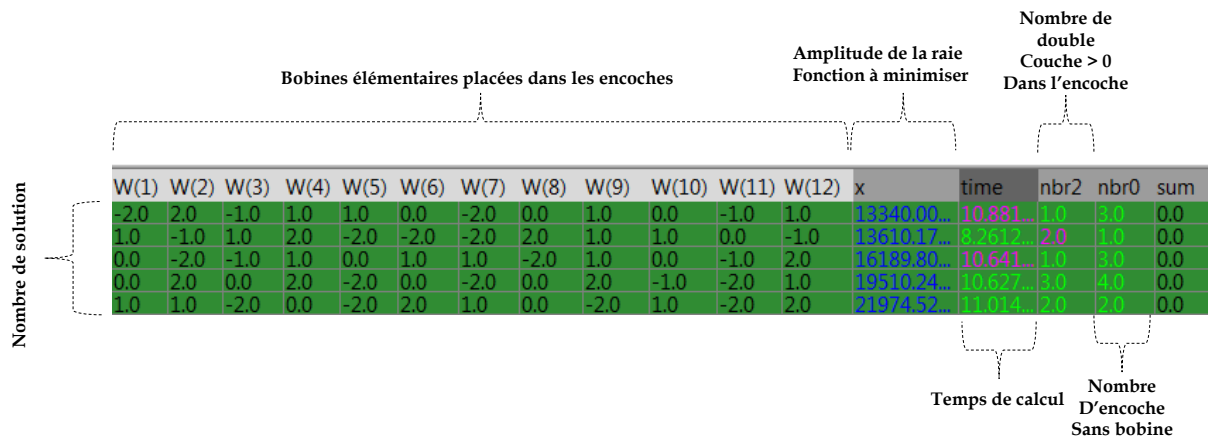 Nombre de
double
Couche > 0
Dans l'encoche
Amplitude de la raie
Fonction à minimiser
Bobines élémentaires placées dans les encoches
Nombre de solution
W(1) W(2) W(3) W(4) W(5) W(6) W(7) W(8) W(9) W(10) W(11) W(12) x time nbr2 nbr0 sum
-2.0 2.0 -1.0 1.0 1.0 0.0 -2.0 0.0 1.0 0.0 -1.0 1.0 13340.00... 10.881... 1.0 3.0 0.0
1.0 -1.0 1.0 2.0 -2.0 -2.0 -2.0 2.0 1.0 1.0 0.0 -1.0 13610.17... 8.2612... 2.0 1.0 0.0
0.0 -2.0 -1.0 1.0 0.0 1.0 1.0 -2.0 1.0 0.0 -1.0 2.0 16189.80... 10.641... 1.0 3.0 0.0
0.0 2.0 0.0 2.0 -2.0 0.0 -2.0 0.0 2.0 -1.0 -2.0 1.0 19510.24... 10.627... 3.0 4.0 0.0
1.0 1.0 -2.0 0.0 -2.0 2.0 1.0 0.0 -2.0 1.0 -2.0 2.0 21974.52... 11.014... 2.0 2.0 0.0
Temps de calcul
Nombre
D'encoche
Sans bobine